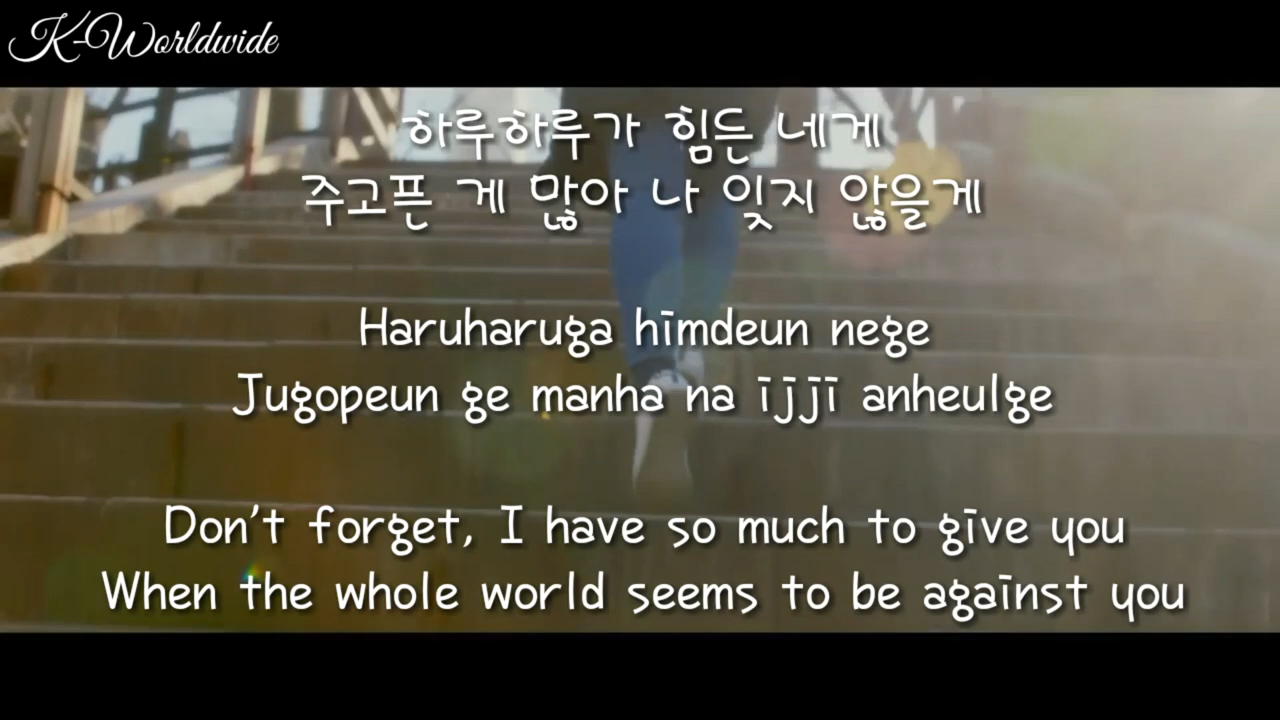 K-Worldwide
하루하루가 힘든 네게
주고픈 게 많아 나 잊지 않을게
Haruharuga himdeun nege
Jugopeun ge manha na ijji anheulge
Don't forget, I have so much to give you
When the whole world seems to be against you